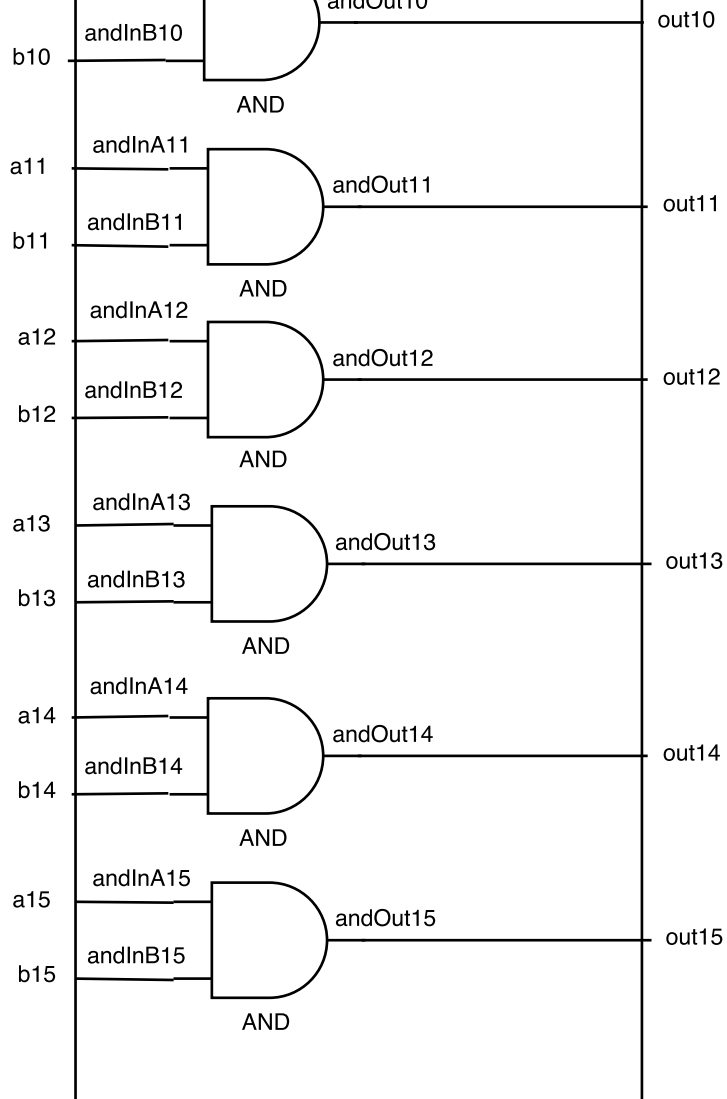 andOut10
out10
andInB10
b10
AND
andInA11
a11
andOut11
out11
andInB11
b11
AND
andInA12
a12
andOut12
out12
andInB12
b12
AND
andInA13
a13
andOut13
out13
andInB13
b13
AND
andInA14
a14
andOut14
out14
andInB14
b14
AND
andInA15
a15
andOut15
out15
andInB15
b15
AND